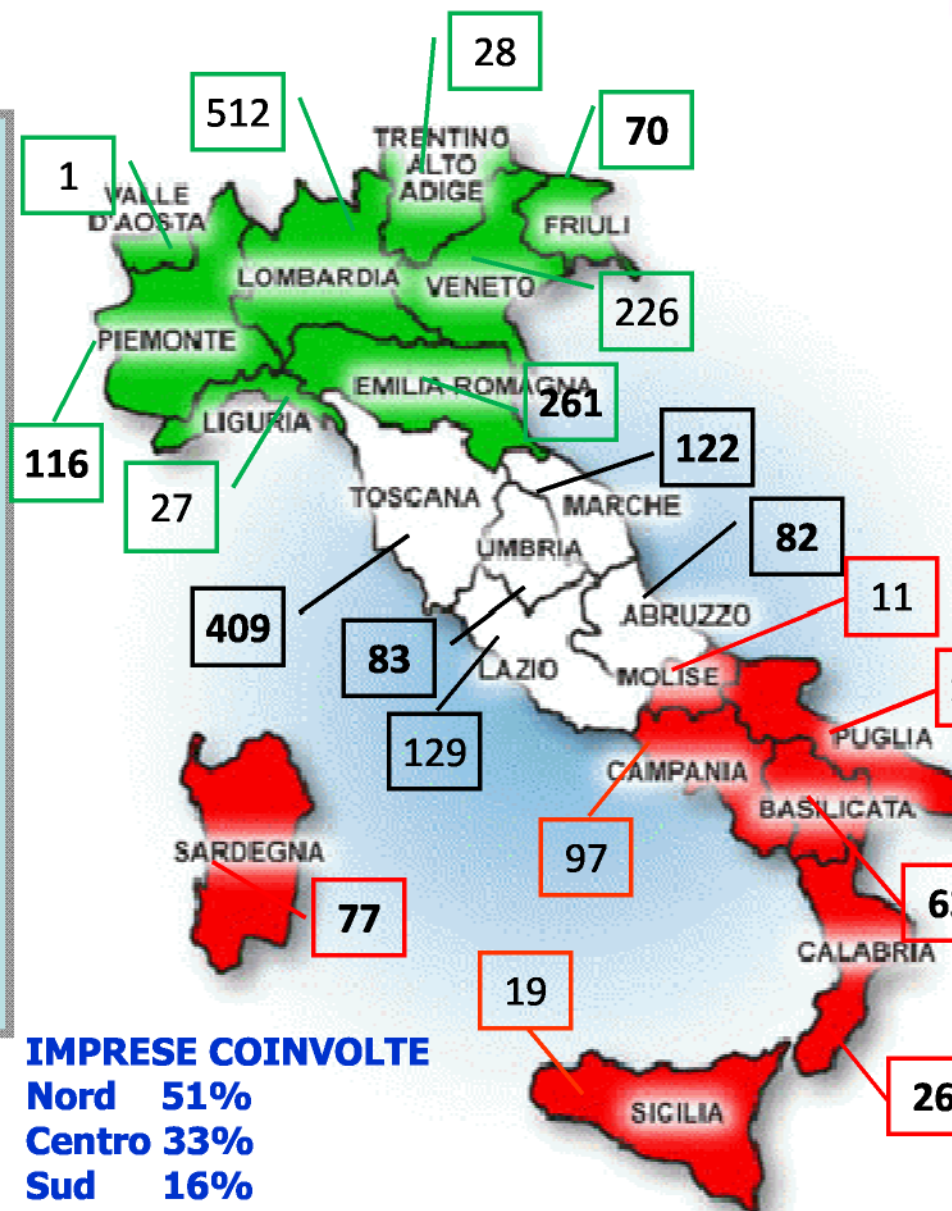 28
512
70
1
TRENTINO
ALTO
ADIGE
VALLE
D'AOSTA
FRIULI
LOMBARDIA
VENETO
226
PIEMONTE
EMILIA-ROMAGNA
261
LIGURIA
116
27
122
TOSCANA
MARCHE
82
UMBRIA
11
409
83
ABRUZZO
LAZIO
MOLISE
129
PUGLIA
CAMPANIA
BASILICATA
97
SARDEGNA
77
CALABRIA
19
26
SICILIA
IMPRESE COINVOLTE
Nord 51%
Centro 33%
Sud 16%